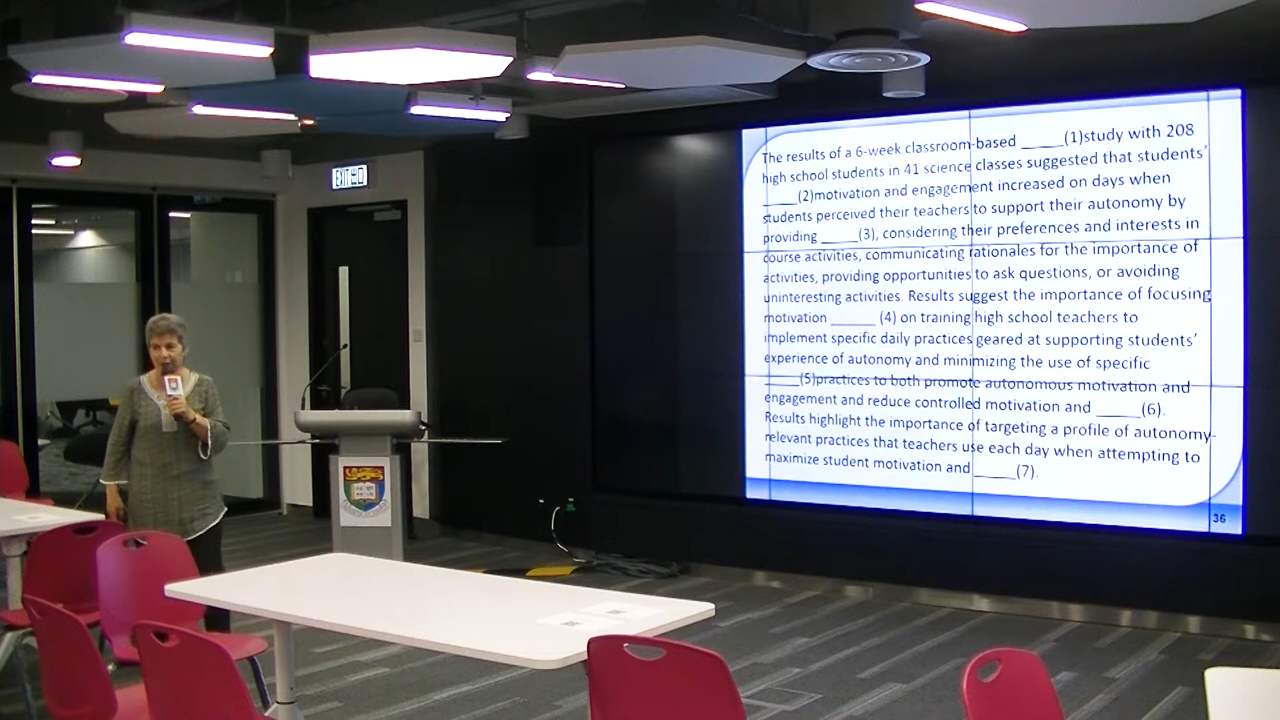 EXIT
The results of a 6-week classroom-based _____(1)study with 208
high school students in 41 science classes suggested that students'
____(2)motivation and engagement increased on days when
students perceived their teachers to support their autonomy by
providing _____(3), considering their preferences and interests in
course activities, communicating rationales for the importance of
activities, providing opportunities to ask questions, or avoiding
uninteresting activities. Results suggest the importance of focusing
motivation ______ (4) on training high school teachers to
implement specific daily practices geared at supporting students'
experience of autonomy and minimizing the use of specific
____(5)practices to both promote autonomous motivation and
engagement and reduce controlled motivation and ______(6).
Results highlight the importance of targeting a profile of autonomy-
relevant practices that teachers use each day when attempting to
maximize student motivation and _____(7).
36